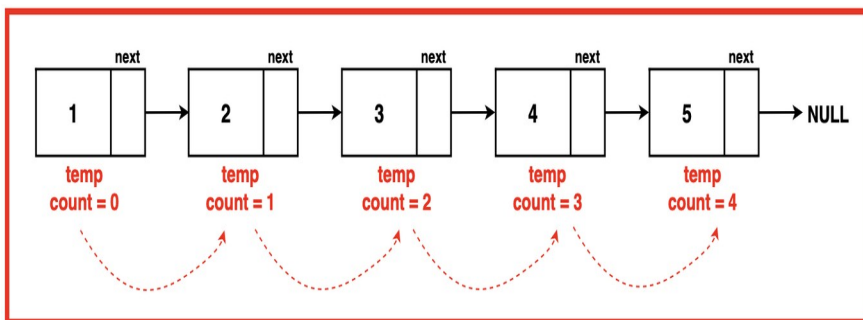 next next next next next
1 2 3 4 5 NULL
temp temp temp temp temp
count = 0 count = 1 count = 2 count = 3 count = 4